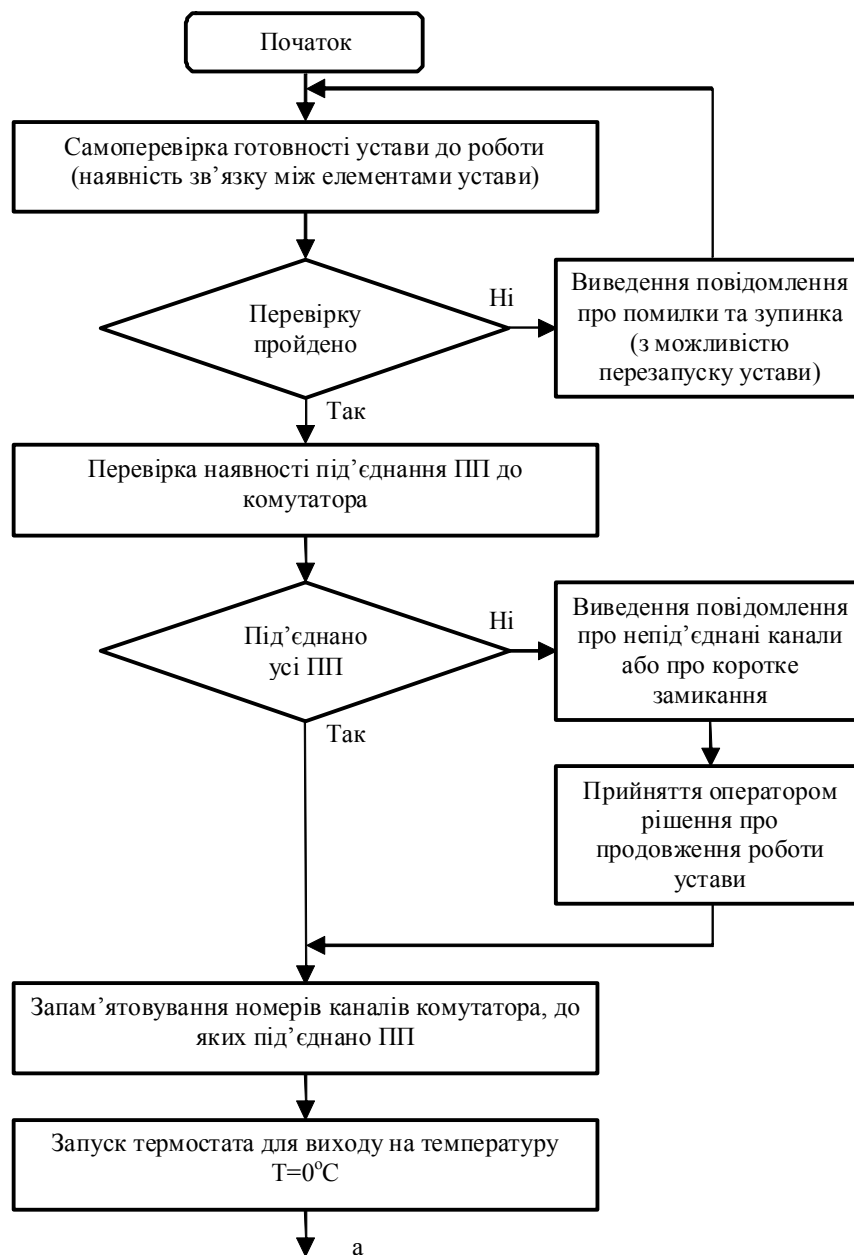 Початок
Самоперевірка готовності устави до роботи
(наявність зв’язку між елементами устави)
Перевірку
пройдено
Ні
Виведення повідомлення
про помилки та зупинка
(з можливістю
перезапуску устави)
Так
Перевірка наявності під’єднання ПП до
комутатора
Під’єднано
усі ПП
Ні
Виведення повідомлення
про непід’єднані канали
або про коротке
замикання
Так
Прийняття оператором
рішення про
продовження роботи
устави
Запам’ятовування номерів каналів комутатора, до
яких під’єднано ПП
Запуск термостата для виходу на температуру
T=0°C
а